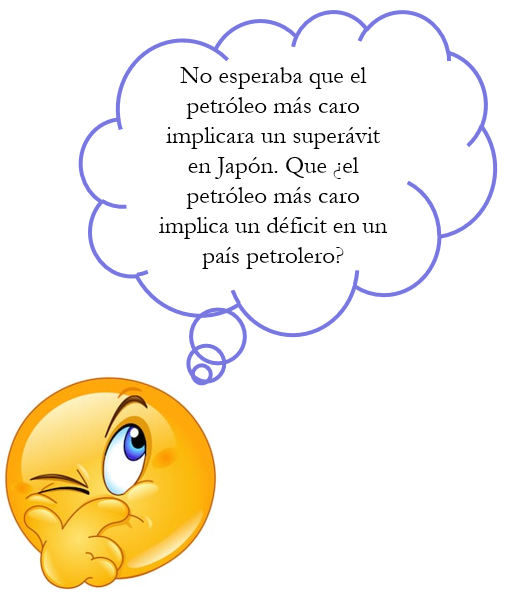 No esperaba que el
petróleo más caro
implicara un superávit
en Japón. Que ¿el
petróleo más caro
implica un déficit en un
país petrolero?